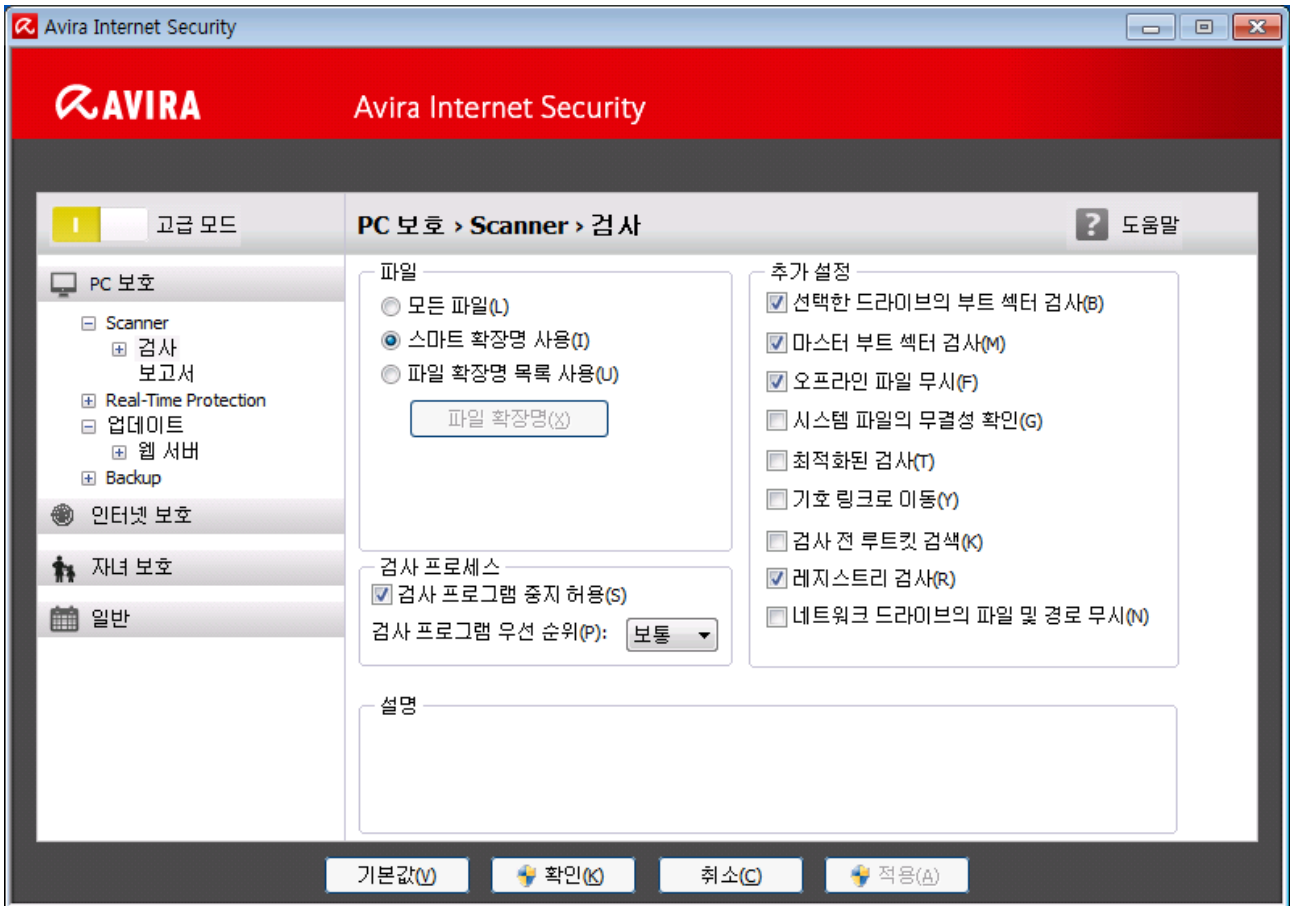 Avira Internet Security
AVIRA
Avira Internet Security
고급 모드
PC 보호 › Scanner › 검사
도움말
PC 보호
Scanner
검사
보고서
Real-Time Protection
업데이트
웹 서버
Backup
인터넷 보호
자녀 보호
일반
파일
모든 파일(L)
스마트 확장명 사용(I)
파일 확장명 목록 사용(U)
파일 확장명(X)
검사 프로세스
검사 프로그램 중지 허용(S)
검사 프로그램 우선 순위(P): 보통
추가 설정
선택한 드라이브의 부트 섹터 검사(B)
마스터 부트 섹터 검사(M)
오프라인 파일 무시(F)
시스템 파일의 무결성 확인(G)
최적화된 검사(T)
기호 링크로 이동(Y)
검사 전 루트킷 검색(K)
레지스트리 검사(R)
네트워크 드라이브의 파일 및 경로 무시(N)
설명
기본값(V) 확인(K) 취소(C) 적용(A)